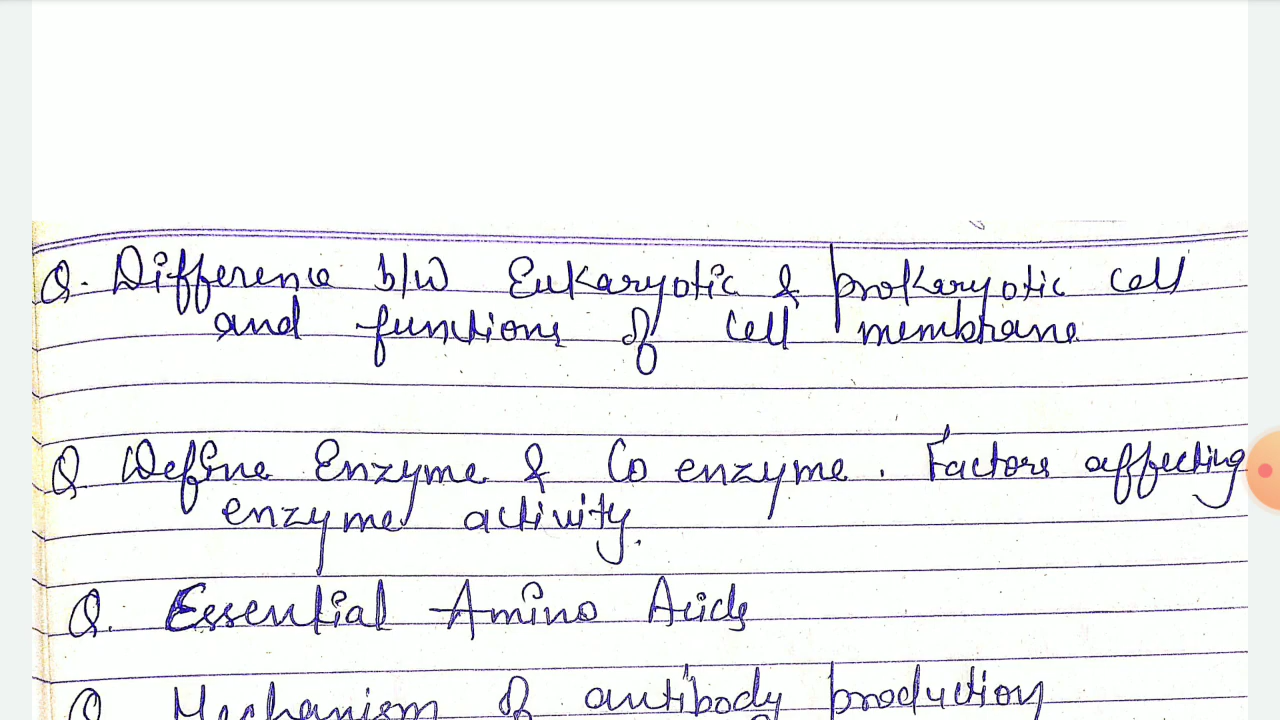 Q. Difference b/w Eukaryotic & prokaryotic cell
and functions of cell membrane
Q Define Enzyme & Co enzyme. Factors affecting
enzyme activity.
Q. Essential Amino Acids
Q Mechanism of antibody production